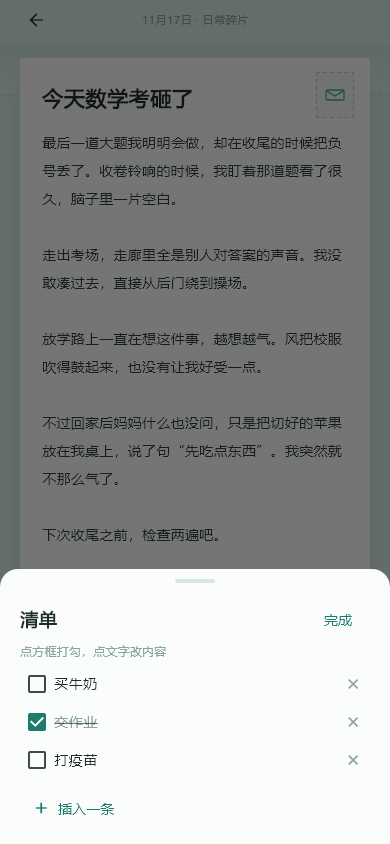 11月17日 · 日常碎片
今天数学考砸了
最后一道大题我明明会做，却在收尾的时候把负
号丢了。收卷铃响的时候，我盯着那道题看了很
久，脑子里一片空白。
走出考场，走廊里全是别人对答案的声音。我没
敢凑过去，直接从后门绕到操场。
放学路上一直在想这件事，越想越气。风把校服
吹得鼓起来，也没有让我好受一点。
不过回家后妈妈什么也没问，只是把切好的苹果
放在我桌上，说了句“先吃点东西”。我突然就
不那么气了。
下次收尾之前，检查两遍吧。
清单
完成
点方框打勾，点文字改内容
买牛奶
交作业
打疫苗
插入一条